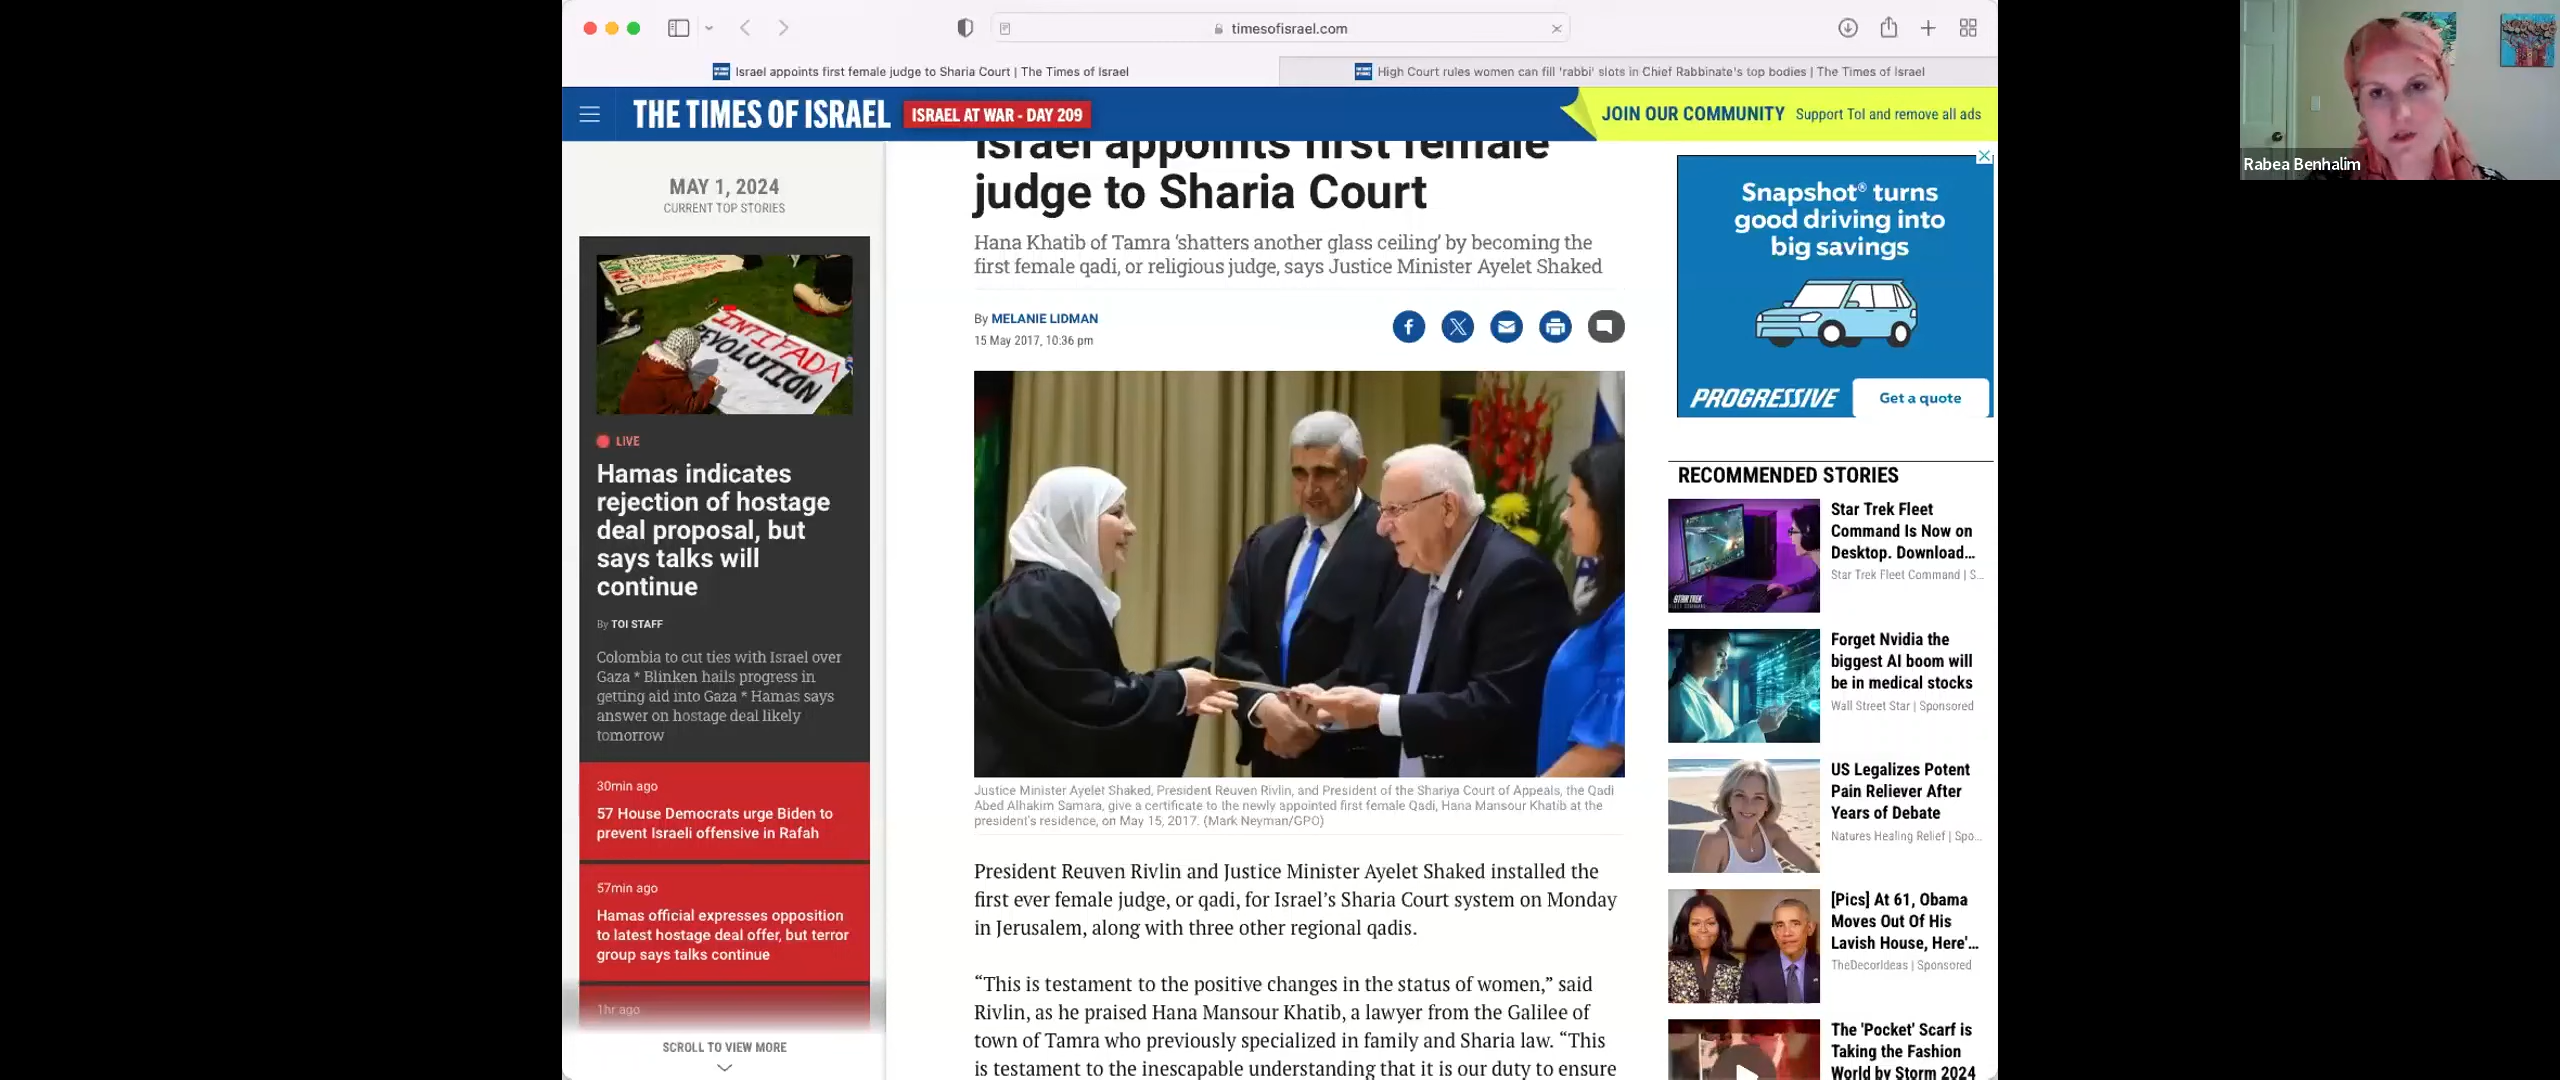 timesofisrael.com
Israel appoints first female judge to Sharia Court | The Times of Israel
High Court rules women can fill 'rabbi' slots in Chief Rabbinate's top bodies | The Times of Israel
THE TIMES OF ISRAEL
ISRAEL AT WAR - DAY 209
JOIN OUR COMMUNITY Support ToI and remove all ads
MAY 1, 2024
CURRENT TOP STORIES
INTIFADA
REVOLUTION
LIVE
Hamas indicates
rejection of hostage
deal proposal, but
says talks will
continue
By TOI STAFF
Colombia to cut ties with Israel over
Gaza * Blinken hails progress in
getting aid into Gaza * Hamas says
answer on hostage deal likely
tomorrow
30min ago
57 House Democrats urge Biden to
prevent Israeli offensive in Rafah
57min ago
Hamas official expresses opposition
to latest hostage deal offer, but terror
group says talks continue
1hr ago
SCROLL TO VIEW MORE
Israel appoints first female
judge to Sharia Court
Hana Khatib of Tamra ‘shatters another glass ceiling’ by becoming the
first female qadi, or religious judge, says Justice Minister Ayelet Shaked
By MELANIE LIDMAN
15 May 2017, 10:36 pm
Justice Minister Ayelet Shaked, President Reuven Rivlin, and President of the Shariya Court of Appeals, the Qadi
Abed Alhakim Samara, give a certificate to the newly appointed first female Qadi, Hana Mansour Khatib at the
president's residence, on May 15, 2017. (Mark Neyman/GPO)
President Reuven Rivlin and Justice Minister Ayelet Shaked installed the
first ever female judge, or qadi, for Israel’s Sharia Court system on Monday
in Jerusalem, along with three other regional qadis.
“This is testament to the positive changes in the status of women,” said
Rivlin, as he praised Hana Mansour Khatib, a lawyer from the Galilee of
town of Tamra who previously specialized in family and Sharia law. “This
is testament to the inescapable understanding that it is our duty to ensure
Snapshot® turns
good driving into
big savings
PROGRESSIVE
Get a quote
RECOMMENDED STORIES
Star Trek Fleet
Command Is Now on
Desktop. Download...
Star Trek Fleet Command | S...
Forget Nvidia the
biggest AI boom will
be in medical stocks
Wall Street Star | Sponsored
US Legalizes Potent
Pain Reliever After
Years of Debate
Natures Healing Relief | Spo...
[Pics] At 61, Obama
Moves Out Of His
Lavish House, Here'...
TheDecorIdeas | Sponsored
The 'Pocket' Scarf is
Taking the Fashion
World by Storm 2024
Rabea Benhalim